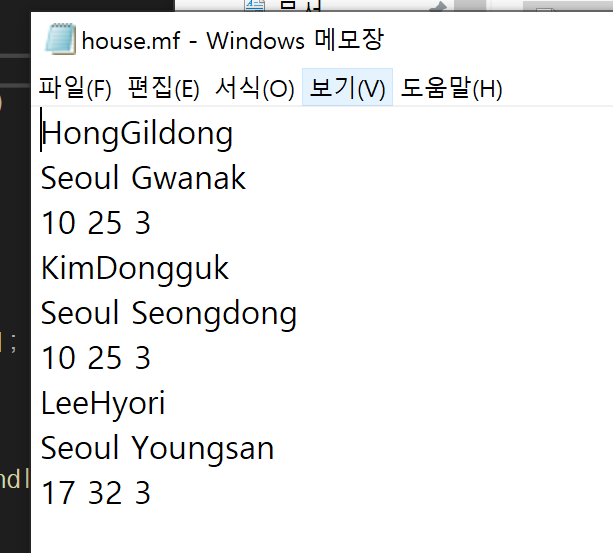 house.mf - Windows 메모장
파일(F) 편집(E) 서식(O) 보기(V) 도움말(H)
HongGildong
Seoul Gwanak
10 25 3
KimDongguk
Seoul Seongdong
10 25 3
LeeHyori
Seoul Youngsan
17 32 3
;
ndl